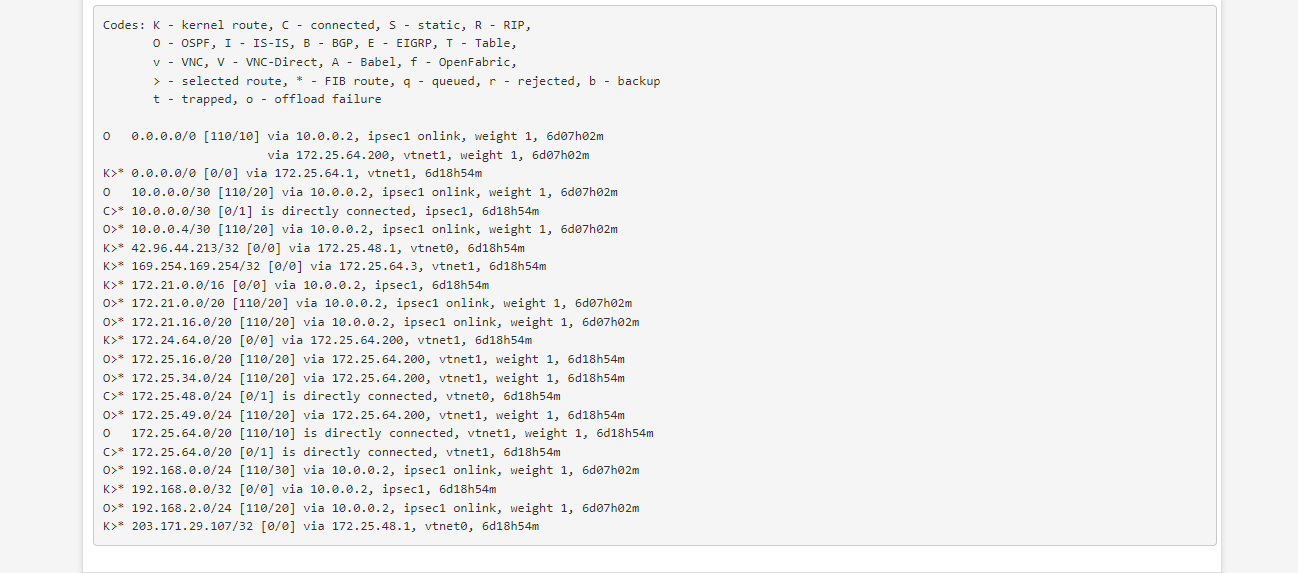 Codes: K - kernel route, C - connected, S - static, R - RIP,
O - OSPF, I - IS-IS, B - BGP, E - EIGRP, T - Table,
v - VNC, V - VNC-Direct, A - Babel, f - OpenFabric,
> - selected route, * - FIB route, q - queued, r - rejected, b - backup
t - trapped, o - offload failure
O   0.0.0.0/0 [110/10] via 10.0.0.2, ipsec1 onlink, weight 1, 6d07h02m
via 172.25.64.200, vtnet1, weight 1, 6d07h02m
K>* 0.0.0.0/0 [0/0] via 172.25.64.1, vtnet1, 6d18h54m
O   10.0.0.0/30 [110/20] via 10.0.0.2, ipsec1 onlink, weight 1, 6d07h02m
C>* 10.0.0.0/30 [0/1] is directly connected, ipsec1, 6d18h54m
O>* 10.0.0.4/30 [110/20] via 10.0.0.2, ipsec1 onlink, weight 1, 6d07h02m
K>* 42.96.44.213/32 [0/0] via 172.25.48.1, vtnet0, 6d18h54m
K>* 169.254.169.254/32 [0/0] via 172.25.64.3, vtnet1, 6d18h54m
K>* 172.21.0.0/16 [0/0] via 10.0.0.2, ipsec1, 6d18h54m
O>* 172.21.0.0/20 [110/20] via 10.0.0.2, ipsec1 onlink, weight 1, 6d07h02m
O>* 172.21.16.0/20 [110/20] via 10.0.0.2, ipsec1 onlink, weight 1, 6d07h02m
K>* 172.24.64.0/20 [0/0] via 172.25.64.200, vtnet1, 6d18h54m
O>* 172.25.16.0/20 [110/20] via 172.25.64.200, vtnet1, weight 1, 6d18h54m
O>* 172.25.34.0/24 [110/20] via 172.25.64.200, vtnet1, weight 1, 6d18h54m
C>* 172.25.48.0/24 [0/1] is directly connected, vtnet0, 6d18h54m
O>* 172.25.49.0/24 [110/20] via 172.25.64.200, vtnet1, weight 1, 6d18h54m
O   172.25.64.0/20 [110/10] is directly connected, vtnet1, weight 1, 6d18h54m
C>* 172.25.64.0/20 [0/1] is directly connected, vtnet1, 6d18h54m
O>* 192.168.0.0/24 [110/30] via 10.0.0.2, ipsec1 onlink, weight 1, 6d07h02m
K>* 192.168.0.0/32 [0/0] via 10.0.0.2, ipsec1, 6d18h54m
O>* 192.168.2.0/24 [110/20] via 10.0.0.2, ipsec1 onlink, weight 1, 6d07h02m
K>* 203.171.29.107/32 [0/0] via 172.25.48.1, vtnet0, 6d18h54m